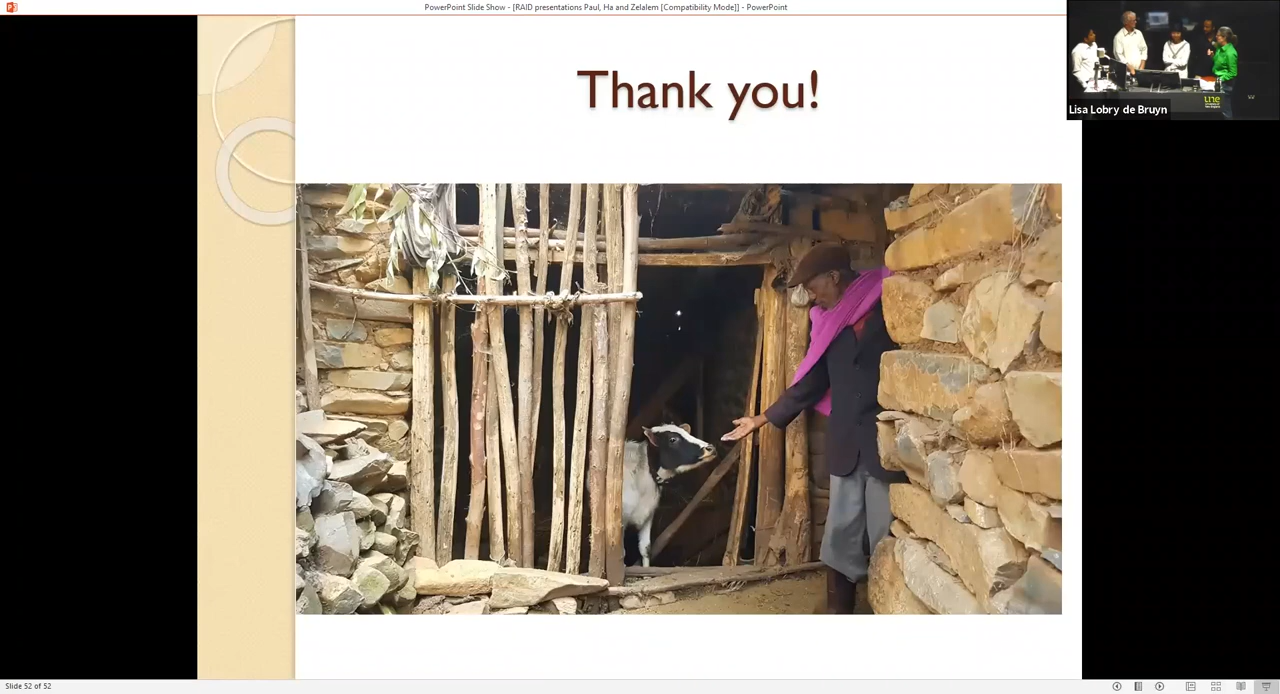 PowerPoint Slide Show - [RAID presentations Paul, Ha and Zelalem [Compatibility Mode]] - PowerPoint
Thank you!
une
Lisa Lobry de Bruyn
Slide 52 of 52